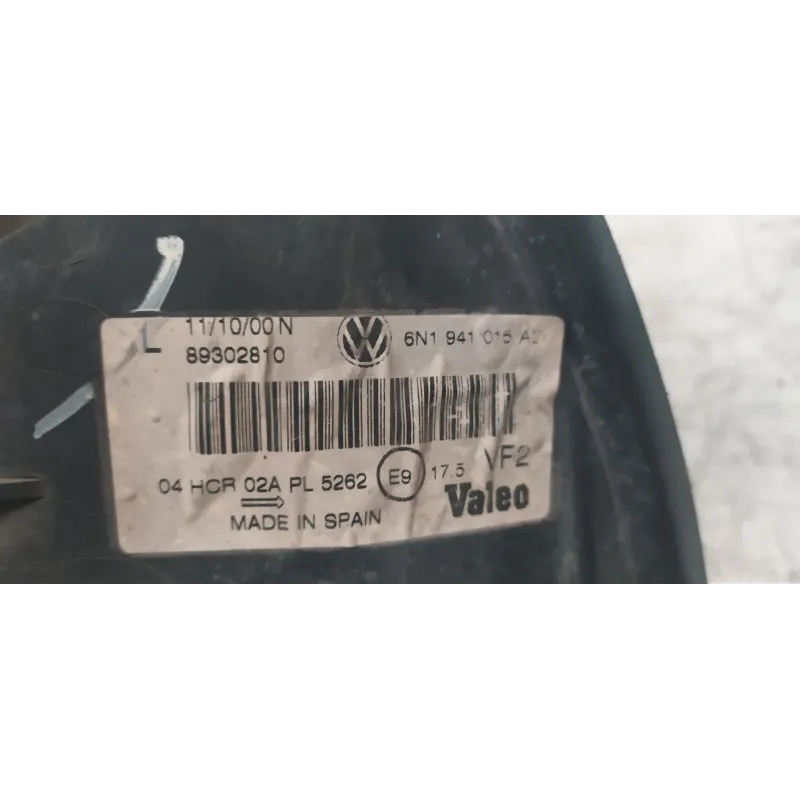 L 11/10/00 N
89302810
6N1 941 015
VF2
04 HCR 02A PL 5262 E9 17.5
Valeo
MADE IN SPAIN